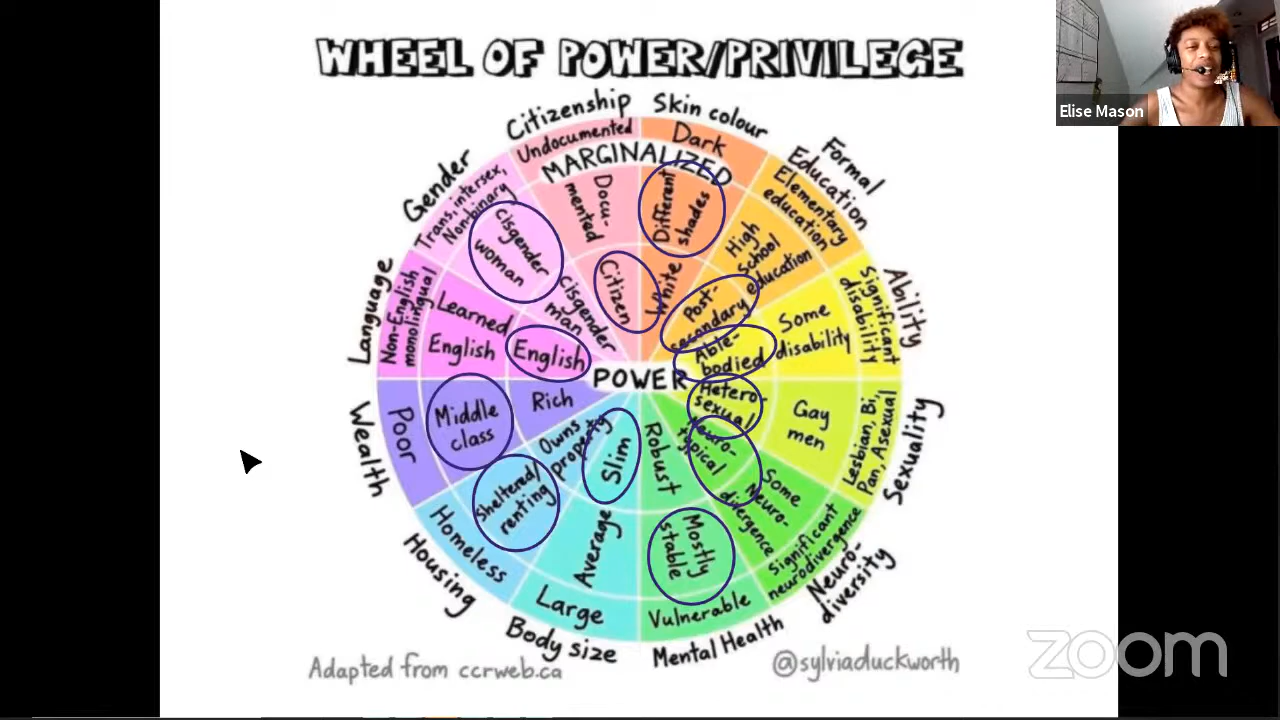 WHEEL OF POWER/PRIVILEGE
Elise Mason
Citizenship
Undocumented
Docu-
mented
Citizen
Skin colour
Dark
Different
shades
White
MARGINALIZED
Formal
Education
Elementary
education
High
School
education
Post-
secondary
Ability
Significant
disability
Some
disability
Able-
bodied
Sexuality
Lesbian, Bi,
Pan, Asexual
Gay
men
Hetero-
sexual
Neuro-
diversity
Significant
neurodivergence
Some
Neuro-
divergence
Neuro-
typical
Mental Health
Vulnerable
Mostly
stable
Robust
Body size
Large
Average
Slim
Housing
Homeless
Sheltered/
renting
Owns
property
Wealth
Poor
Middle
class
Rich
Language
Non-English
monolingual
Learned
English
English
Gender
Trans, intersex,
Non-binary
cisgender
woman
cisgender
man
POWER
Adapted from ccrweb.ca
@sylviaduckworth
zoom